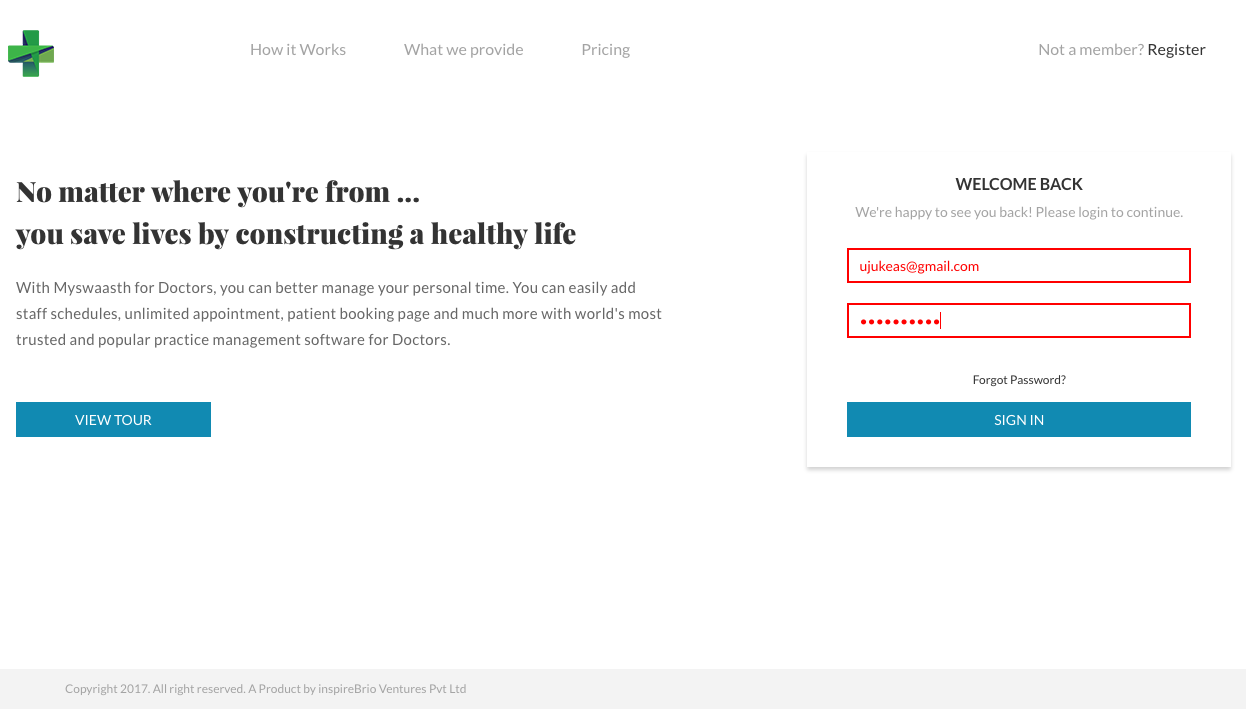 How it Works
What we provide
Pricing
Not a member? Register
No matter where you're from ...
you save lives by constructing a healthy life
With Myswaasth for Doctors, you can better manage your personal time. You can easily add
staff schedules, unlimited appointment, patient booking page and much more with world's most
trusted and popular practice management software for Doctors.
VIEW TOUR
WELCOME BACK
We're happy to see you back! Please login to continue.
ujukeas@gmail.com
••••••••••
Forgot Password?
SIGN IN
Copyright 2017. All right reserved. A Product by inspireBrio Ventures Pvt Ltd